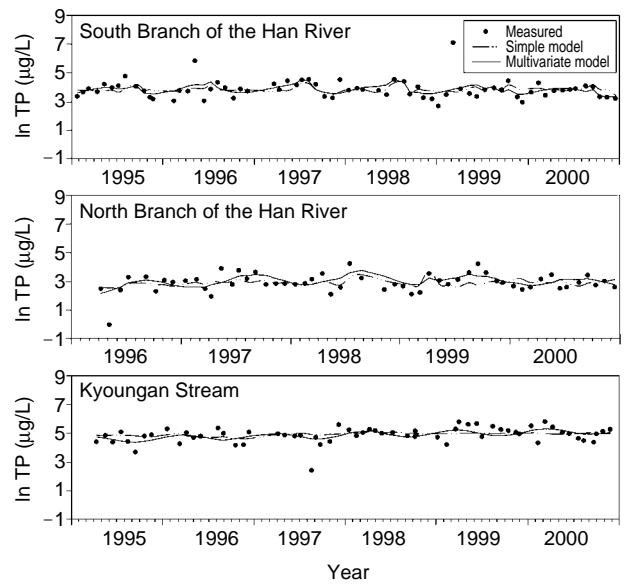 South Branch of the Han River
Measured
Simple model
Multivariate model
ln TP (μg/L)
9
7
5
3
1
−1
1995 1996 1997 1998 1999 2000
North Branch of the Han River
ln TP (μg/L)
9
7
5
3
1
−1
1996 1997 1998 1999 2000
Kyoungan Stream
ln TP (μg/L)
9
7
5
3
1
−1
1995 1996 1997 1998 1999 2000
Year